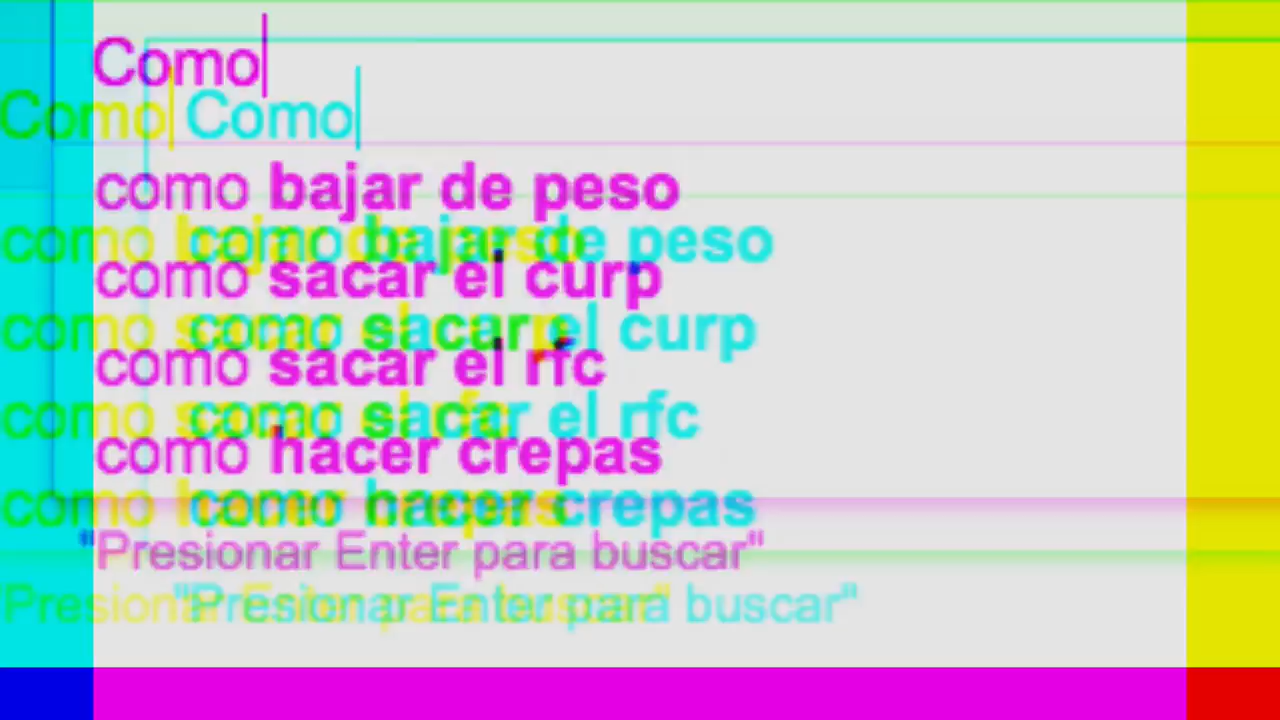 Como
como bajar de peso
como sacar el curp
como sacar el rfc
como hacer crepas
"Presionar Enter para buscar"